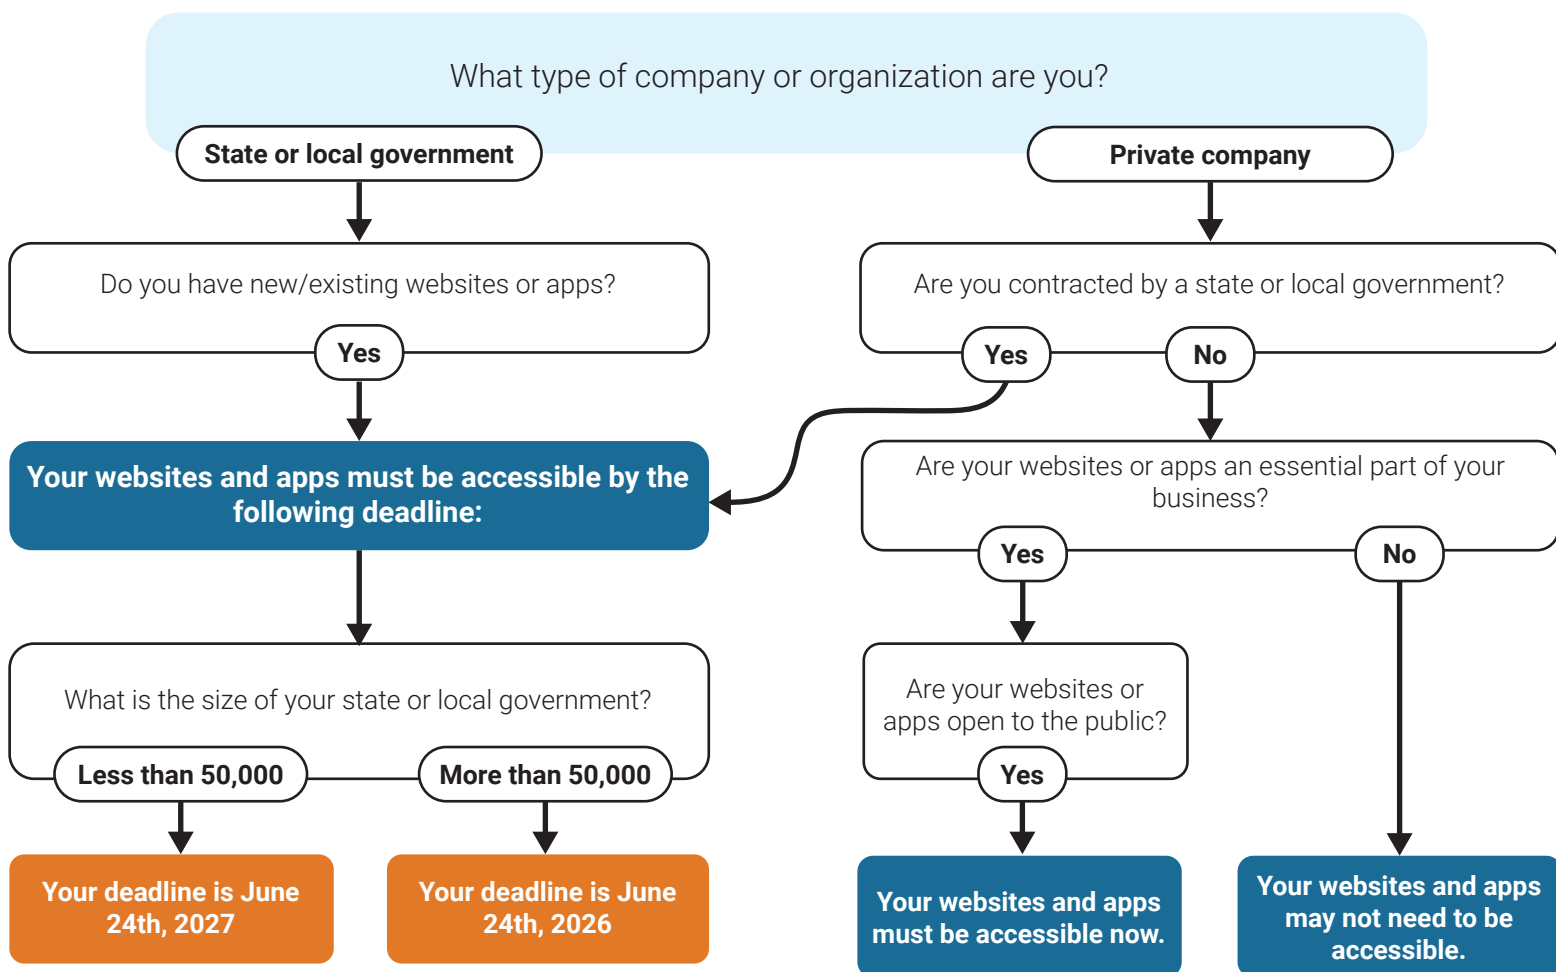 What type of company or organization are you?
State or local government
Private company
Do you have new/existing websites or apps?
Yes
Are you contracted by a state or local government?
Yes
No
Your websites and apps must be accessible by the
following deadline:
Are your websites or apps an essential part of your
business?
Yes
No
What is the size of your state or local government?
Less than 50,000
More than 50,000
Are your websites or
apps open to the public?
Yes
Your deadline is June
24th, 2027
Your deadline is June
24th, 2026
Your websites and apps
must be accessible now.
Your websites and apps
may not need to be
accessible.